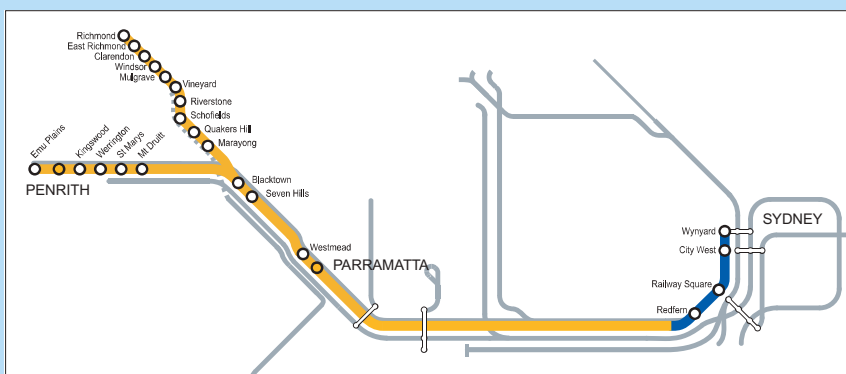 Richmond
East Richmond
Clarendon
Windsor
Mulgrave
Vineyard
Riverstone
Schofields
Quakers Hill
Marayong
Emu Plains
Kingswood
Werrington
St Marys
Mt Druitt
PENRITH
Blacktown
Seven Hills
Westmead
PARRAMATTA
Wynyard
SYDNEY
City West
Railway Square
Redfern